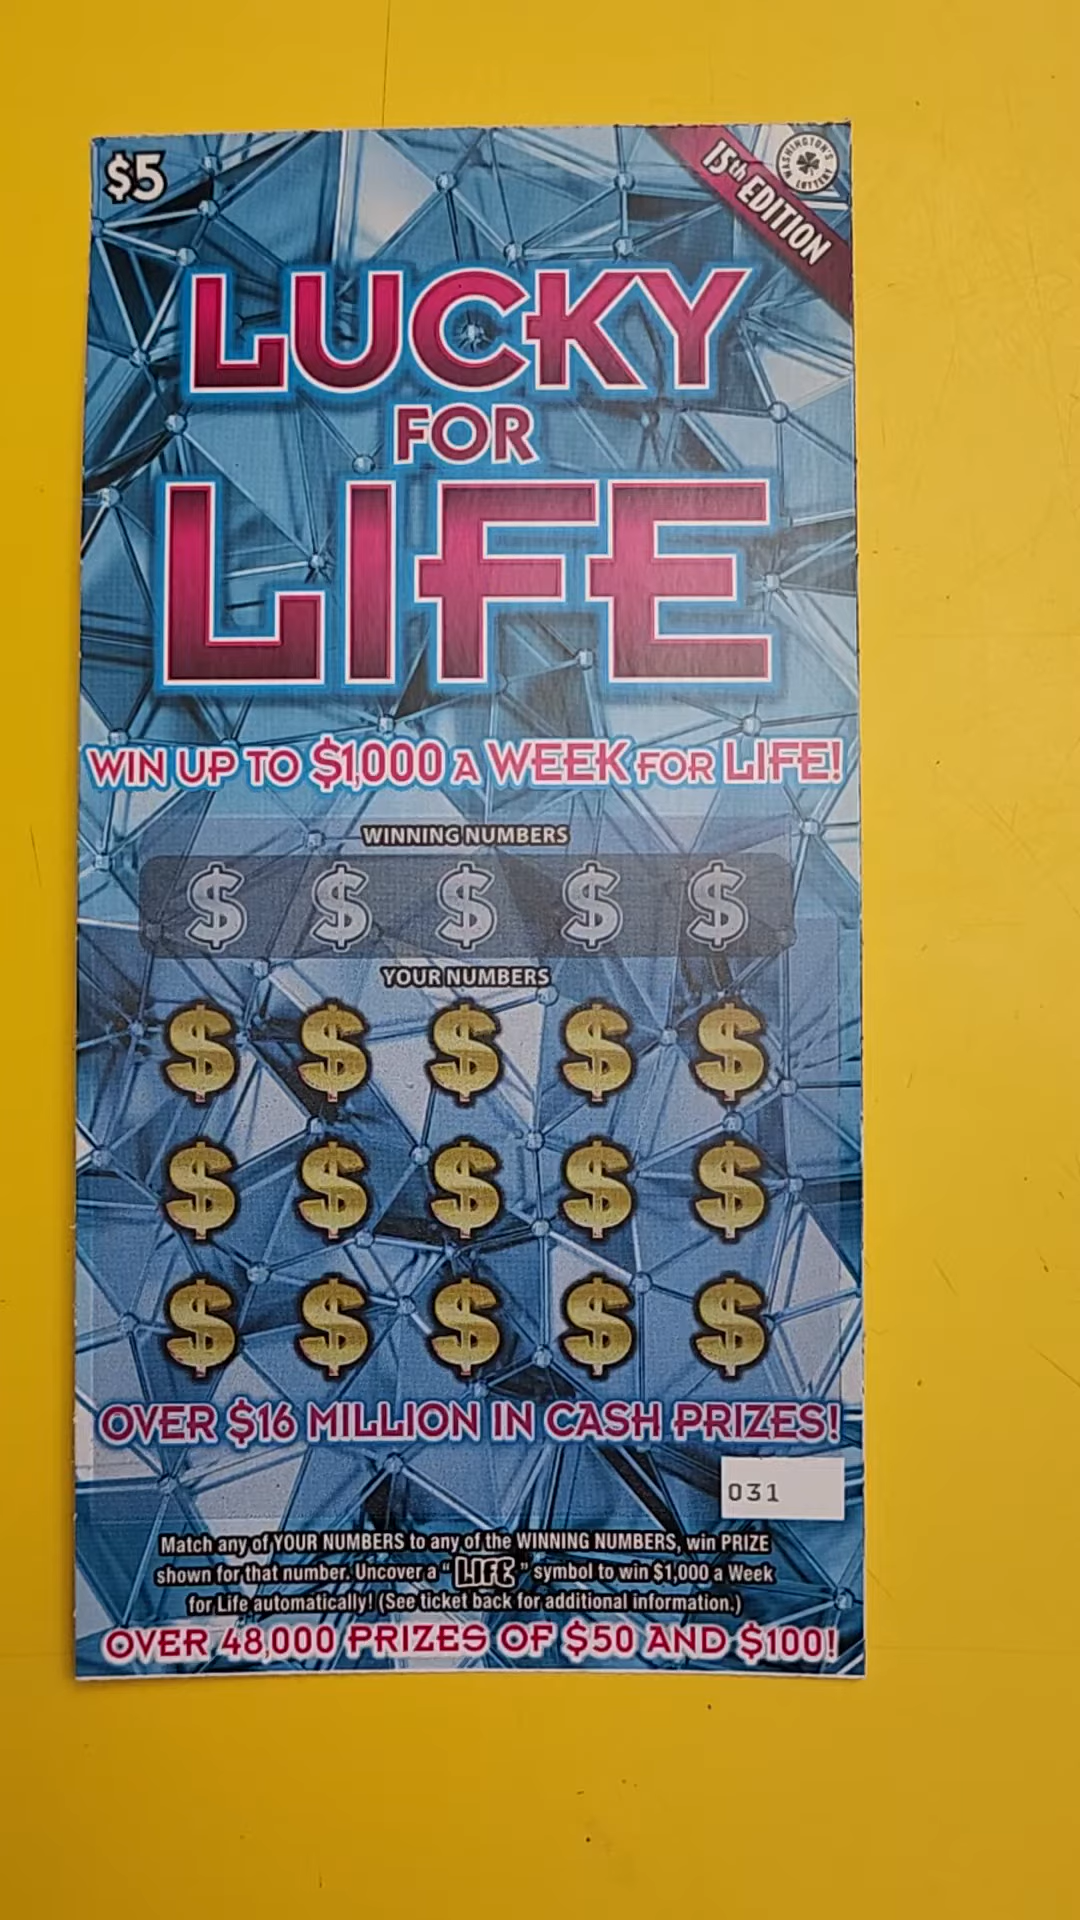 $5
15th EDITION
WASHINGTON'S LOTTERY
LUCKY
FOR
LIFE
WIN UP TO $1,000 A WEEK FOR LIFE!
WINNING NUMBERS
$ $ $ $ $
YOUR NUMBERS
$ $ $ $ $
$ $ $ $ $
$ $ $ $ $
OVER $16 MILLION IN CASH PRIZES!
031
Match any of YOUR NUMBERS to any of the WINNING NUMBERS, win PRIZE
shown for that number. Uncover a "LIFE" symbol to win $1,000 a Week
for Life automatically! (See ticket back for additional information.)
OVER 48,000 PRIZES OF $50 AND $100!